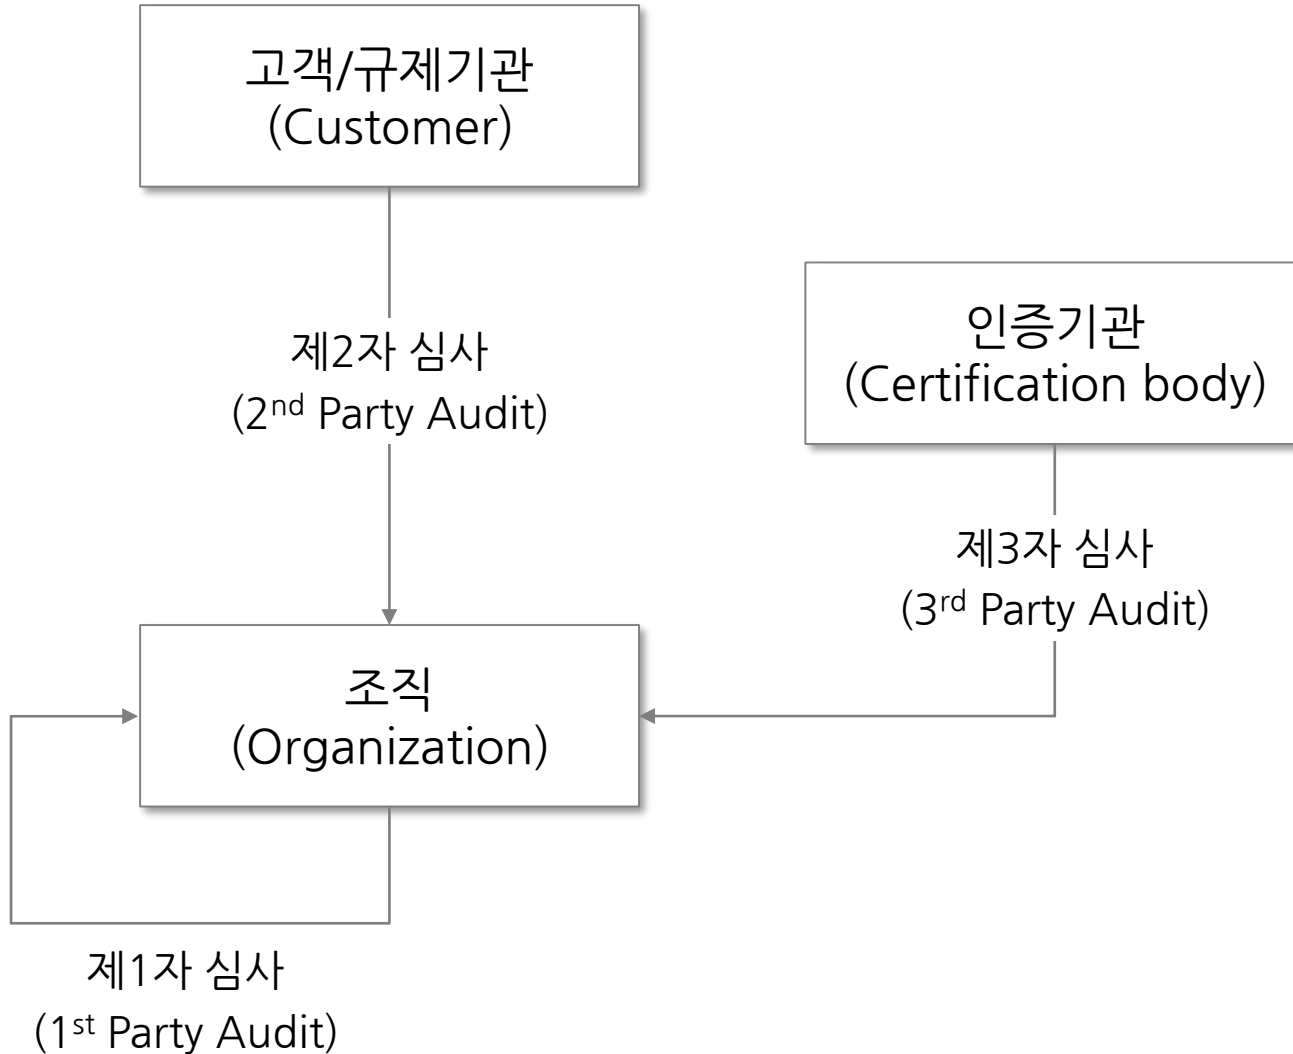 고객/규제기관
(Customer)
제2자 심사
(2nd Party Audit)
인증기관
(Certification body)
제3자 심사
(3rd Party Audit)
조직
(Organization)
제1자 심사
(1st Party Audit)